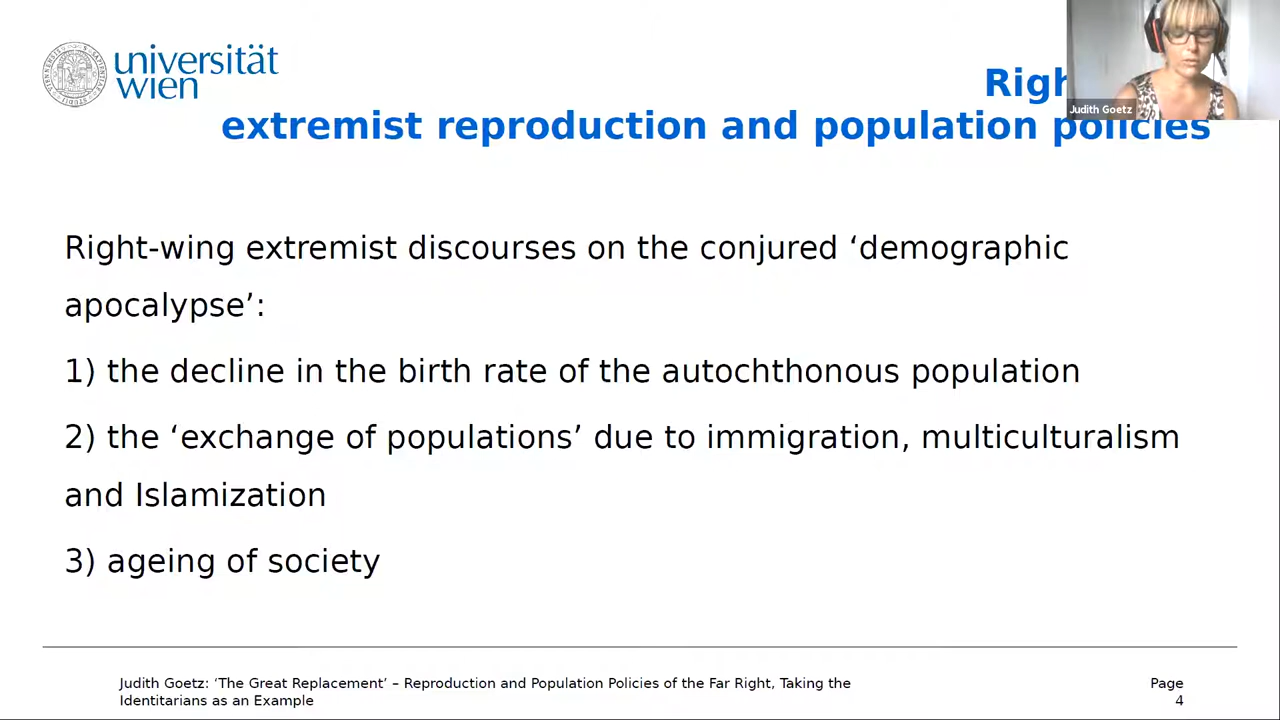 universität
wien
Judith Goetz
extremist reproduction and population policies
Right-wing extremist discourses on the conjured ‘demographic
apocalypse’:
1) the decline in the birth rate of the autochthonous population
2) the ‘exchange of populations’ due to immigration, multiculturalism
and Islamization
3) ageing of society
Judith Goetz: ‘The Great Replacement’ – Reproduction and Population Policies of the Far Right, Taking the
Identitarians as an Example
Page
4